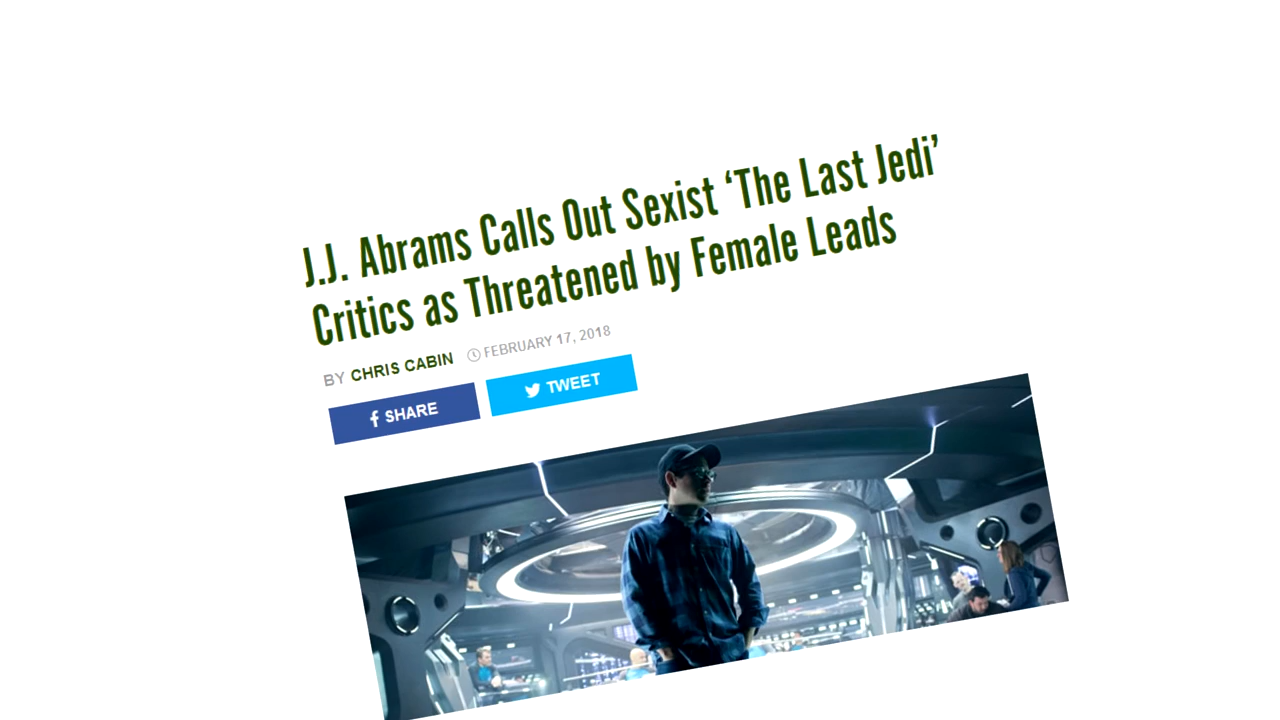 J.J. Abrams Calls Out Sexist ‘The Last Jedi’
Critics as Threatened by Female Leads
BY CHRIS CABIN FEBRUARY 17, 2018
SHARE TWEET